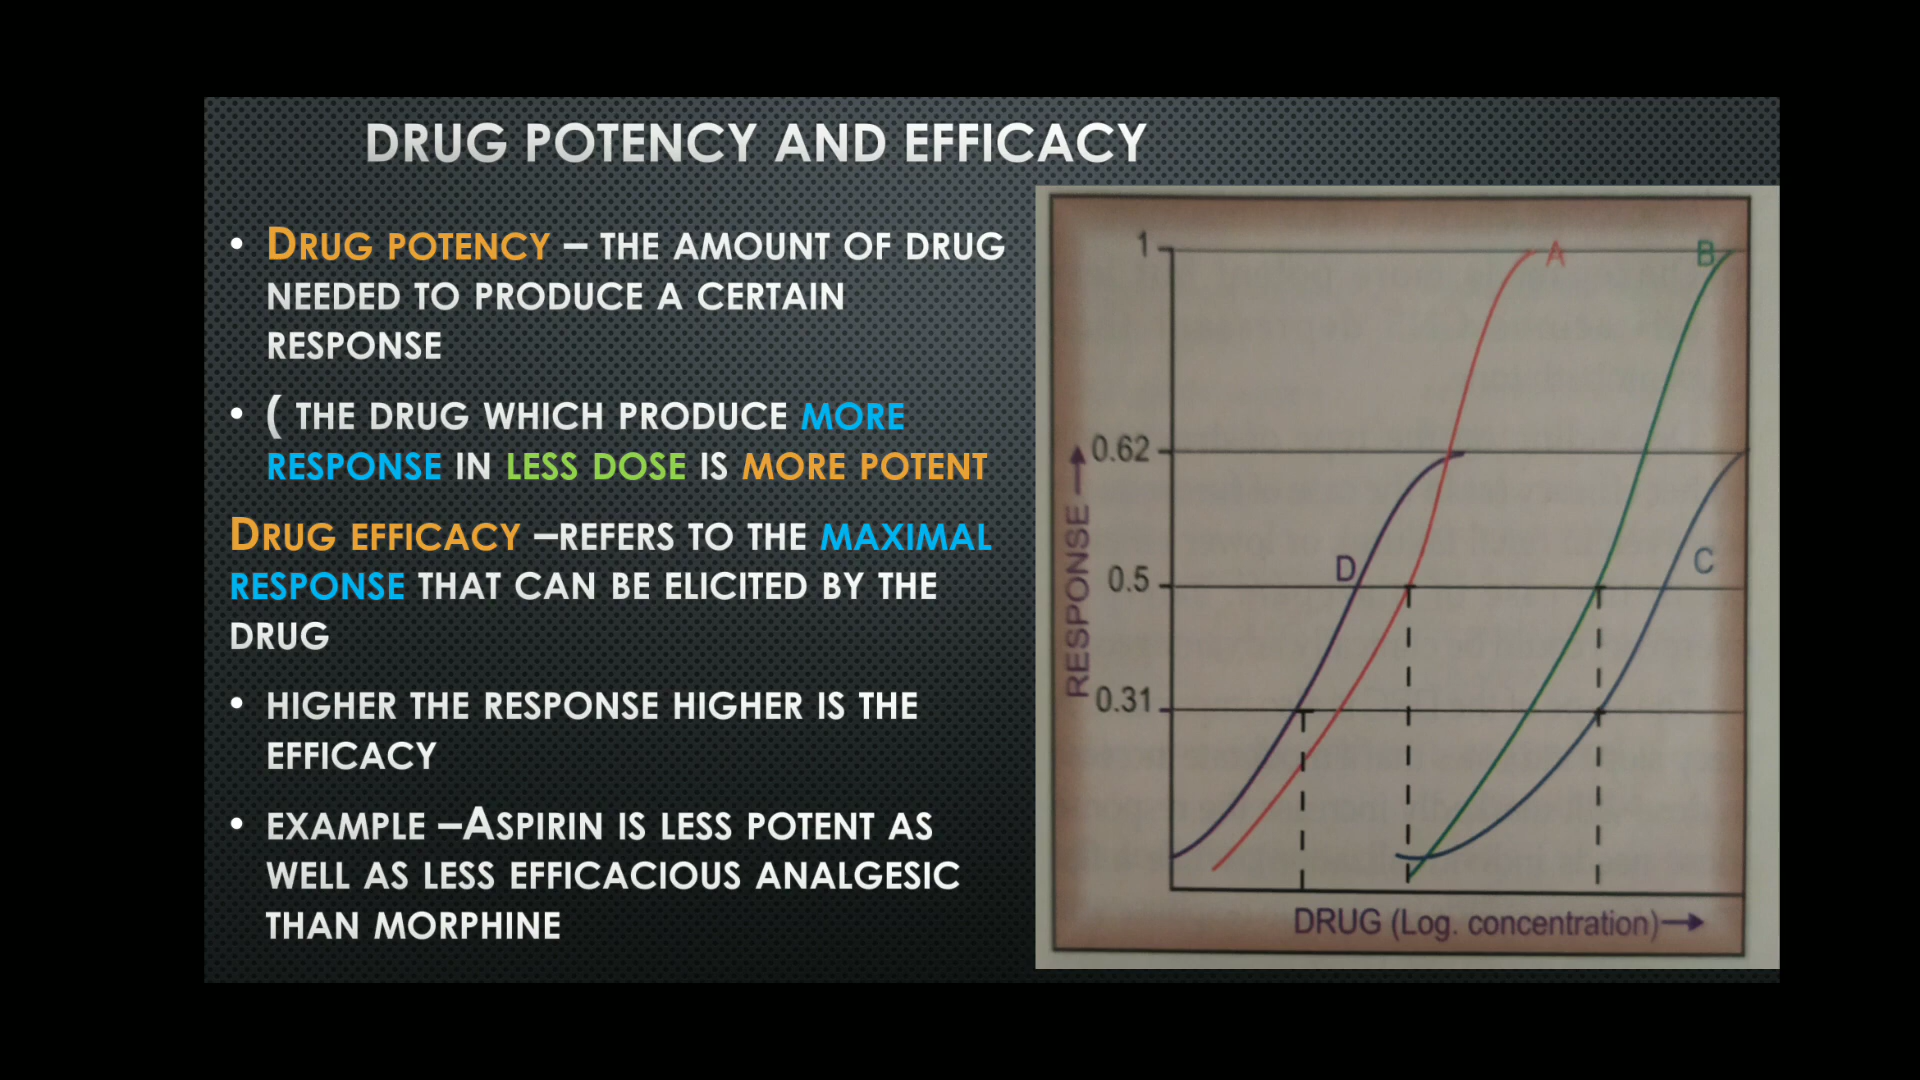 DRUG POTENCY AND EFFICACY
• DRUG POTENCY – THE AMOUNT OF DRUG
NEEDED TO PRODUCE A CERTAIN
RESPONSE
• ( THE DRUG WHICH PRODUCE MORE
RESPONSE IN LESS DOSE IS MORE POTENT
DRUG EFFICACY –REFERS TO THE MAXIMAL
RESPONSE THAT CAN BE ELICITED BY THE
DRUG
• HIGHER THE RESPONSE HIGHER IS THE
EFFICACY
• EXAMPLE –ASPIRIN IS LESS POTENT AS
WELL AS LESS EFFICACIOUS ANALGESIC
THAN MORPHINE
1
A
B
0.62
D
C
0.5
0.31
RESPONSE
DRUG (Log. concentration)